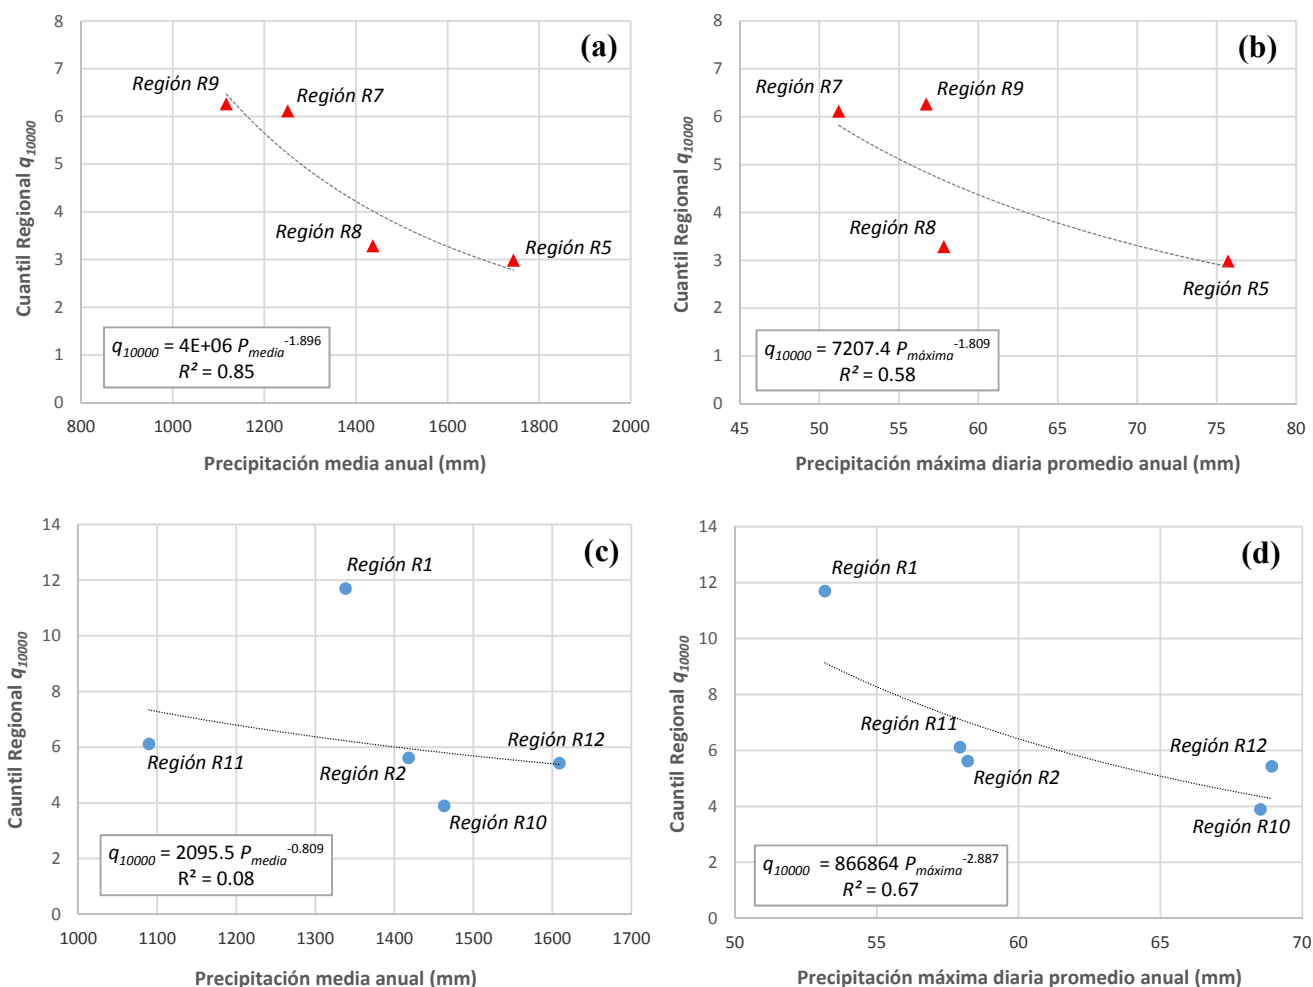 (a)
8
7
6
5
4
3
2
1
0
Cuantil Regional q10000
Región R9
Región R7
Región R8
Región R5
q10000 = 4E+06 Pmedia-1.896
R² = 0.85
800 1000 1200 1400 1600 1800 2000
Precipitación media anual (mm)
(b)
8
7
6
5
4
3
2
1
0
Cuantil Regional q10000
Región R7
Región R9
Región R8
Región R5
q10000 = 7207.4 Pmáxima-1.809
R² = 0.58
45 50 55 60 65 70 75 80
Precipitación máxima diaria promedio anual (mm)
(c)
14
12
10
8
6
4
2
0
Cauntil Regional q10000
Región R1
Región R11
Región R2
Región R12
Región R10
q10000 = 2095.5 Pmedia-0.809
R² = 0.08
1000 1100 1200 1300 1400 1500 1600 1700
Precipitación media anual (mm)
(d)
14
12
10
8
6
4
2
0
Cauntil Regional q10000
Región R1
Región R11
Región R2
Región R12
Región R10
q10000 = 866864 Pmáxima-2.887
R² = 0.67
50 55 60 65 70
Precipitación máxima diaria promedio anual (mm)